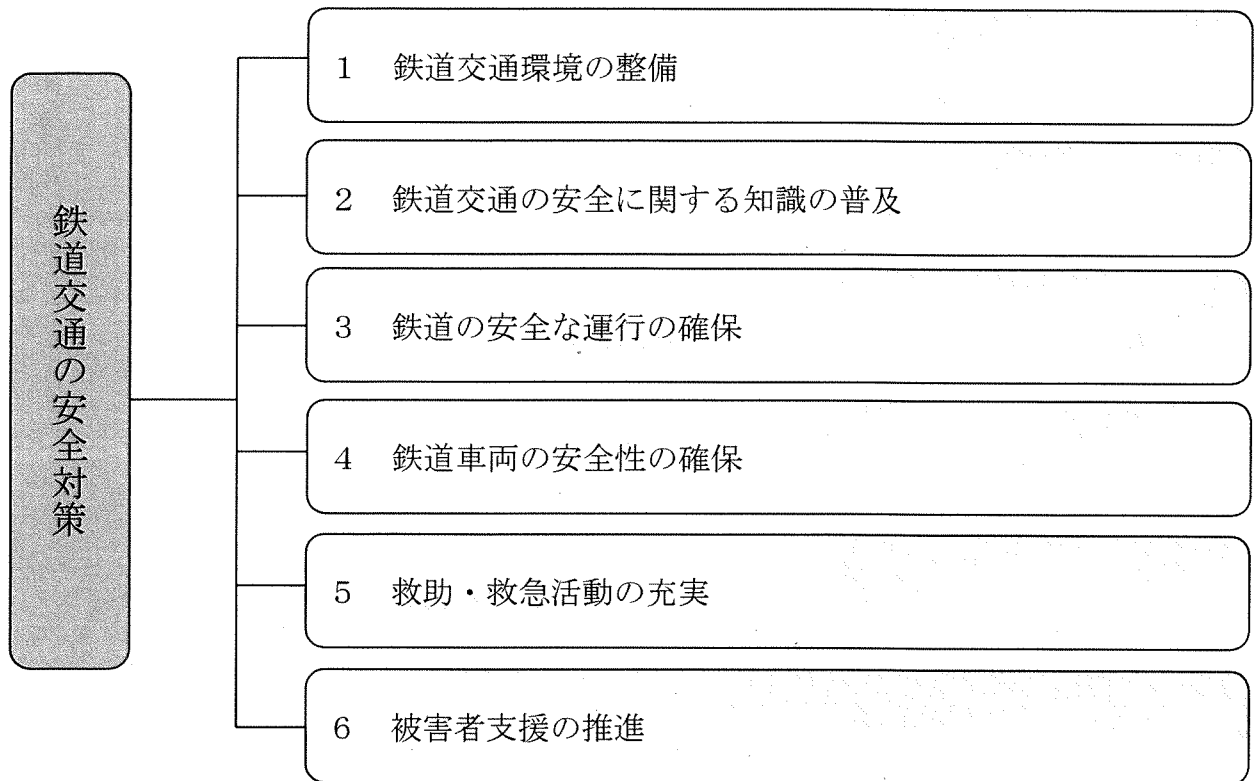 鉄道交通の安全対策
1 鉄道交通環境の整備
2 鉄道交通の安全に関する知識の普及
3 鉄道の安全な運行の確保
4 鉄道車両の安全性の確保
5 救助・救急活動の充実
6 被害者支援の推進